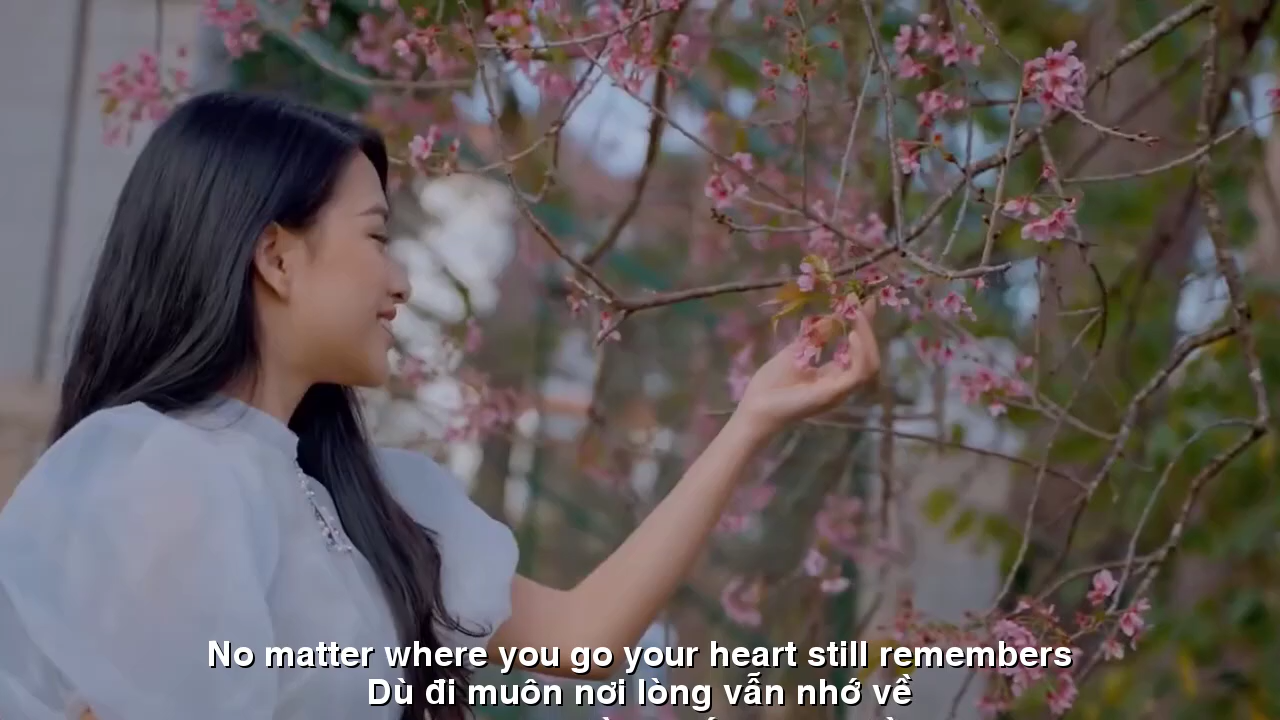 No matter where you go your heart still remembers
Dù đi muôn nơi lòng vẫn nhớ về